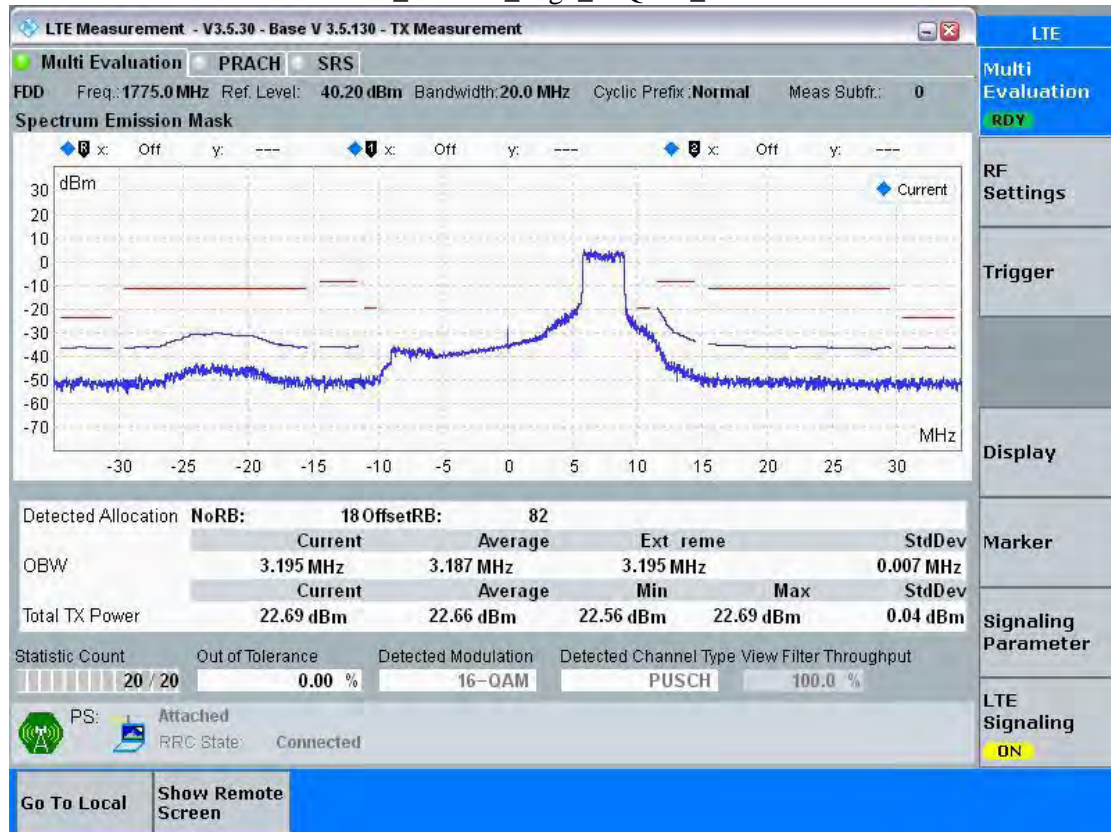 LTE Measurement - V3.5.30 - Base V 3.5.130 - TX Measurement
LTE
Multi Evaluation PRACH SRS
Multi
Evaluation
RDY
FDD Freq.: 1775.0 MHz Ref. Level: 40.20 dBm Bandwidth: 20.0 MHz Cyclic Prefix : Normal Meas Subfr.: 0
Spectrum Emission Mask
R x: Off y: --- 1 x: Off y: --- 2 x: Off y: ---
dBm
Current
30
20
10
0
-10
-20
-30
-40
-50
-60
-70
MHz
-30 -25 -20 -15 -10 -5 0 5 10 15 20 25 30
RF
Settings
Trigger
Display
Marker
Signaling
Parameter
LTE
Signaling
ON
Detected Allocation NoRB: 18 OffsetRB: 82
Current Average Ext reme StdDev
OBW 3.195 MHz 3.187 MHz 3.195 MHz 0.007 MHz
Current Average Min Max StdDev
Total TX Power 22.69 dBm 22.66 dBm 22.56 dBm 22.69 dBm 0.04 dBm
Statistic Count Out of Tolerance Detected Modulation Detected Channel Type View Filter Throughput
20 / 20 0.00 % 16-QAM PUSCH 100.0 %
PS: Attached
RRC State: Connected
Go To Local
Show Remote
Screen